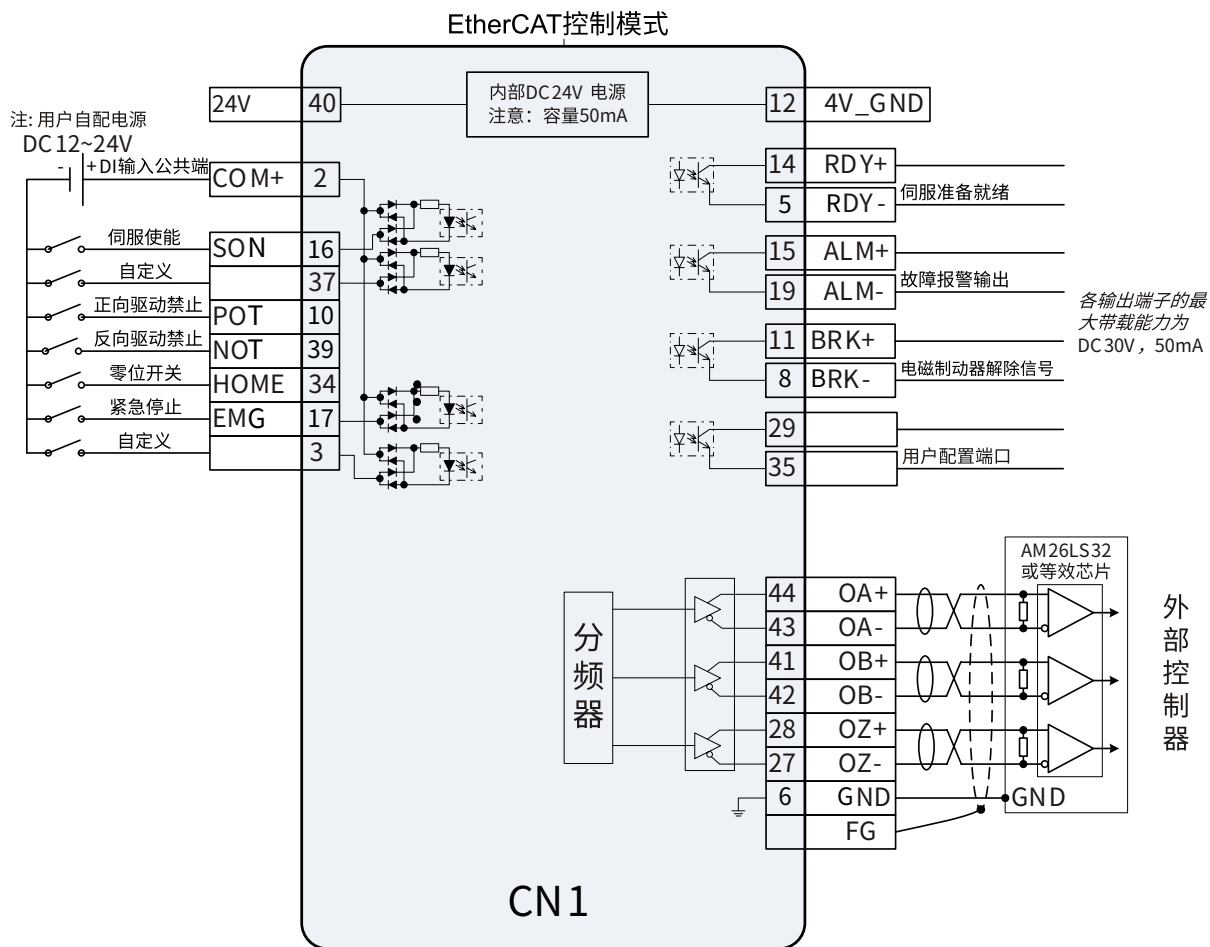 EtherCAT控制模式
24V 40
内部DC24V 电源
注意：容量50mA
12 4V_GND
注: 用户自配电源
DC 12~24V
- + DI输入公共端 COM+ 2
伺服使能 SON 16
自定义 37
正向驱动禁止 POT 10
反向驱动禁止 NOT 39
零位开关 HOME 34
紧急停止 EMG 17
自定义 3
14 RDY+
伺服准备就绪
5 RDY-
15 ALM+
故障报警输出
19 ALM-
11 BRK+
电磁制动器解除信号
8 BRK-
29
用户配置端口
35
各输出端子的最
大带载能力为
DC30V，50mA
分频器
44 OA+
43 OA-
41 OB+
42 OB-
28 OZ+
27 OZ-
6 GND
FG
AM26LS32
或等效芯片
GND
外部控制器
CN1